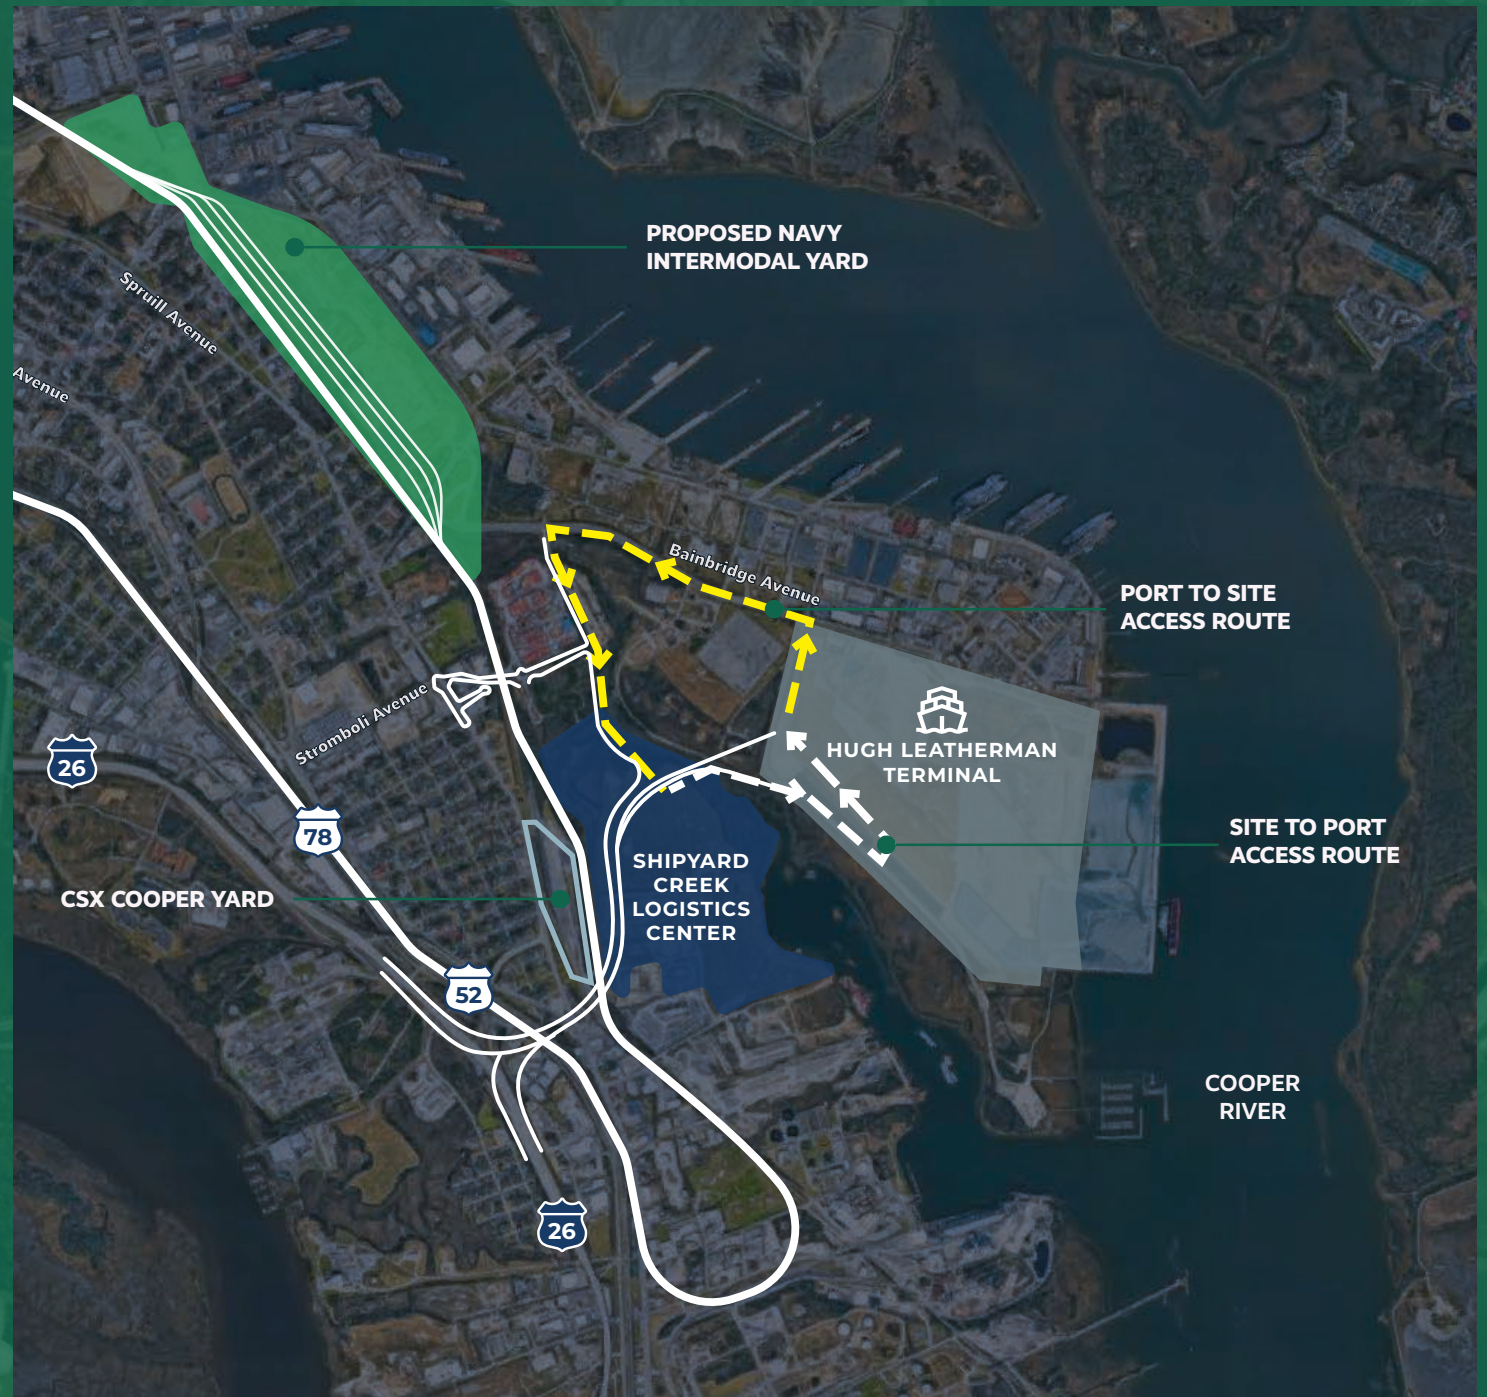 PROPOSED NAVY
INTERMODAL YARD
Spruill Avenue
Avenue
Bainbridge Avenue
PORT TO SITE
ACCESS ROUTE
Stromboli Avenue
HUGH LEATHERMAN
TERMINAL
26
78
SITE TO PORT
ACCESS ROUTE
SHIPYARD
CREEK
LOGISTICS
CENTER
CSX COOPER YARD
52
COOPER
RIVER
26